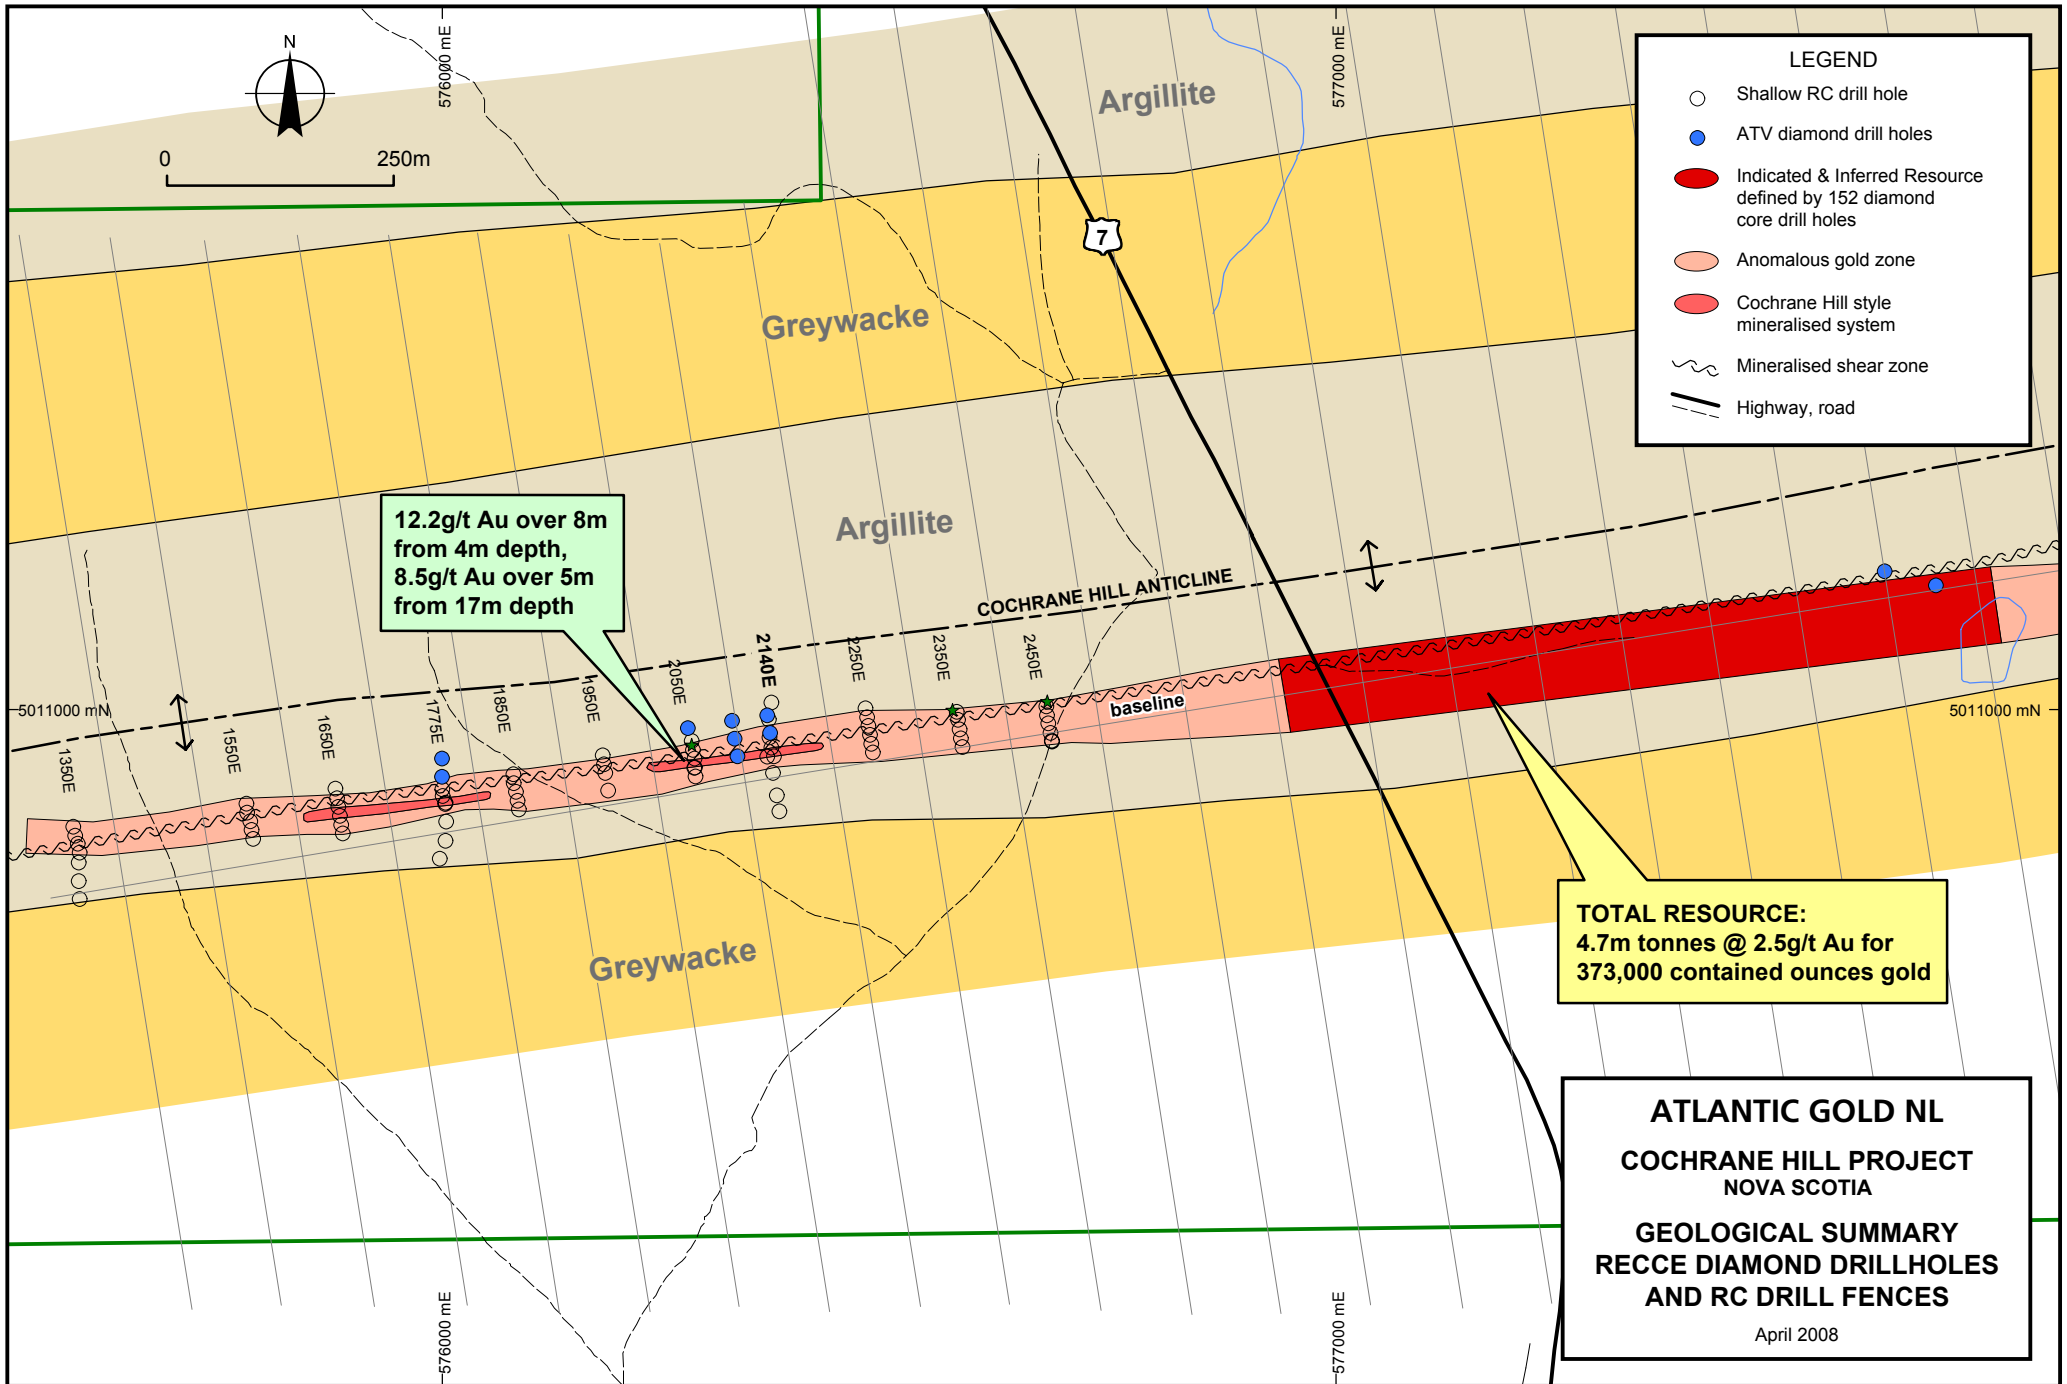 576000 mE
577000 mE
N
0 250m
Argillite
LEGEND
Shallow RC drill hole
ATV diamond drill holes
Indicated & Inferred Resource
defined by 152 diamond
core drill holes
Anomalous gold zone
Cochrane Hill style
mineralised system
Mineralised shear zone
Highway, road
7
Greywacke
12.2g/t Au over 8m
from 4m depth,
8.5g/t Au over 5m
from 17m depth
Argillite
COCHRANE HILL ANTICLINE
5011000 mN
1350E
1550E
1650E
1775E
1850E
1950E
2050E
2140E
2250E
2350E
2450E
baseline
5011000 mN
Greywacke
TOTAL RESOURCE:
4.7m tonnes @ 2.5g/t Au for
373,000 contained ounces gold
ATLANTIC GOLD NL
COCHRANE HILL PROJECT
NOVA SCOTIA
GEOLOGICAL SUMMARY
RECCE DIAMOND DRILLHOLES
AND RC DRILL FENCES
April 2008
576000 mE
577000 mE